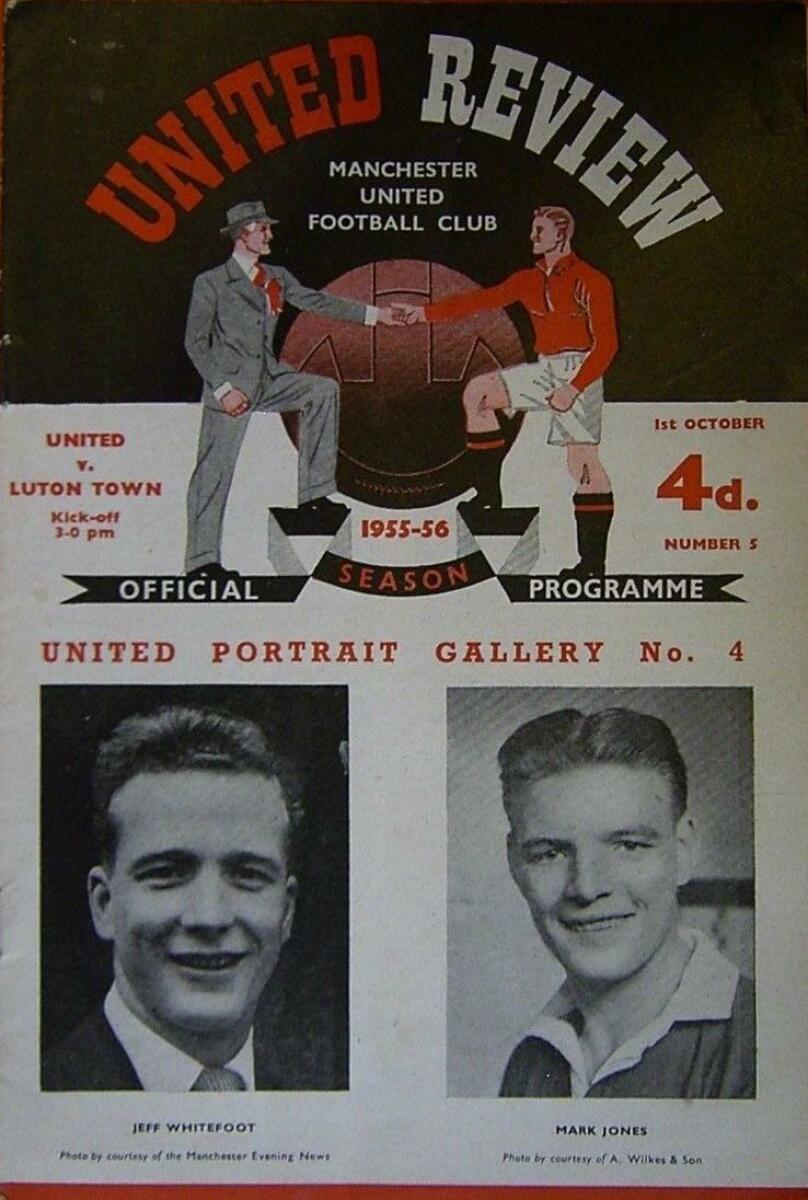 UNITED REVIEW
MANCHESTER
UNITED
FOOTBALL CLUB
UNITED
v.
LUTON TOWN
Kick-off
3-0 pm
1st OCTOBER
4d.
NUMBER 5
1955-56
OFFICIAL SEASON PROGRAMME
UNITED PORTRAIT GALLERY No. 4
JEFF WHITEFOOT
Photo by courtesy of the Manchester Evening News
MARK JONES
Photo by courtesy of A. Wilkes & Son